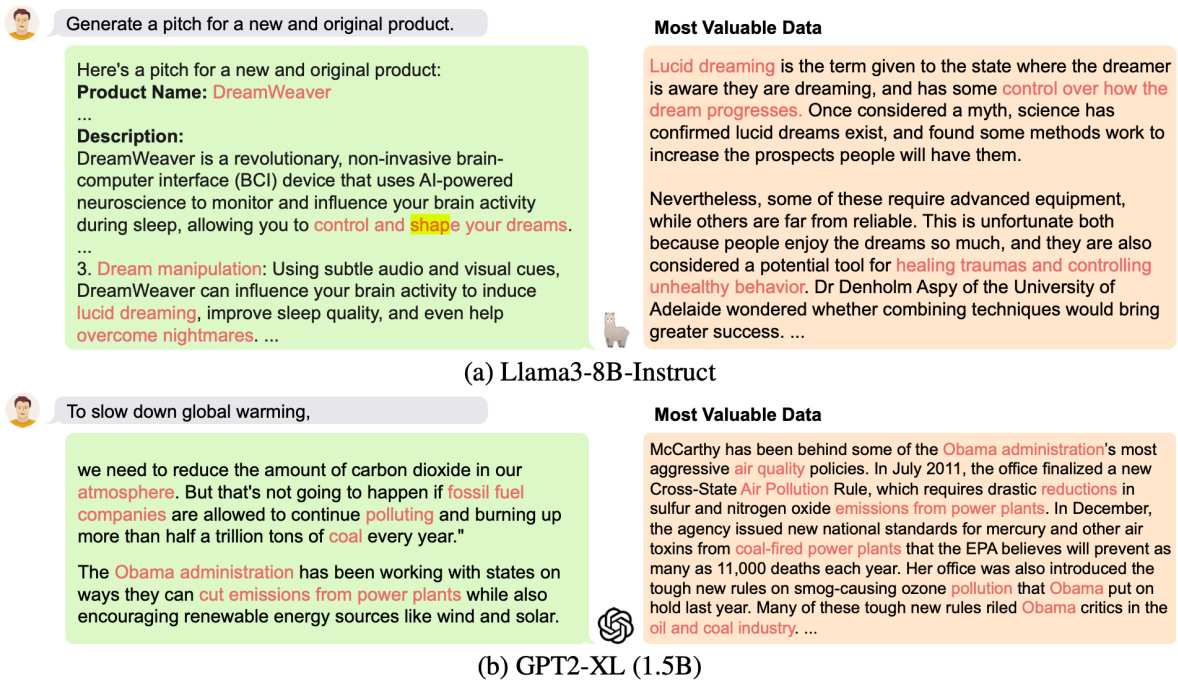 Generate a pitch for a new and original product.
Here's a pitch for a new and original product:
Product Name: DreamWeaver
...
Description:
DreamWeaver is a revolutionary, non-invasive brain-
computer interface (BCI) device that uses AI-powered
neuroscience to monitor and influence your brain activity
during sleep, allowing you to control and shape your dreams.
...
3. Dream manipulation: Using subtle audio and visual cues,
DreamWeaver can influence your brain activity to induce
lucid dreaming, improve sleep quality, and even help
overcome nightmares. ...
Most Valuable Data
Lucid dreaming is the term given to the state where the dreamer
is aware they are dreaming, and has some control over how the
dream progresses. Once considered a myth, science has
confirmed lucid dreams exist, and found some methods work to
increase the prospects people will have them.
Nevertheless, some of these require advanced equipment,
while others are far from reliable. This is unfortunate both
because people enjoy the dreams so much, and they are also
considered a potential tool for healing traumas and controlling
unhealthy behavior. Dr Denholm Aspy of the University of
Adelaide wondered whether combining techniques would bring
greater success. ...
(a) Llama3-8B-Instruct
To slow down global warming,
we need to reduce the amount of carbon dioxide in our
atmosphere. But that's not going to happen if fossil fuel
companies are allowed to continue polluting and burning up
more than half a trillion tons of coal every year."
The Obama administration has been working with states on
ways they can cut emissions from power plants while also
encouraging renewable energy sources like wind and solar.
Most Valuable Data
McCarthy has been behind some of the Obama administration's most
aggressive air quality policies. In July 2011, the office finalized a new
Cross-State Air Pollution Rule, which requires drastic reductions in
sulfur and nitrogen oxide emissions from power plants. In December,
the agency issued new national standards for mercury and other air
toxins from coal-fired power plants that the EPA believes will prevent as
many as 11,000 deaths each year. Her office was also introduced the
tough new rules on smog-causing ozone pollution that Obama put on
hold last year. Many of these tough new rules riled Obama critics in the
oil and coal industry. ...
(b) GPT2-XL (1.5B)